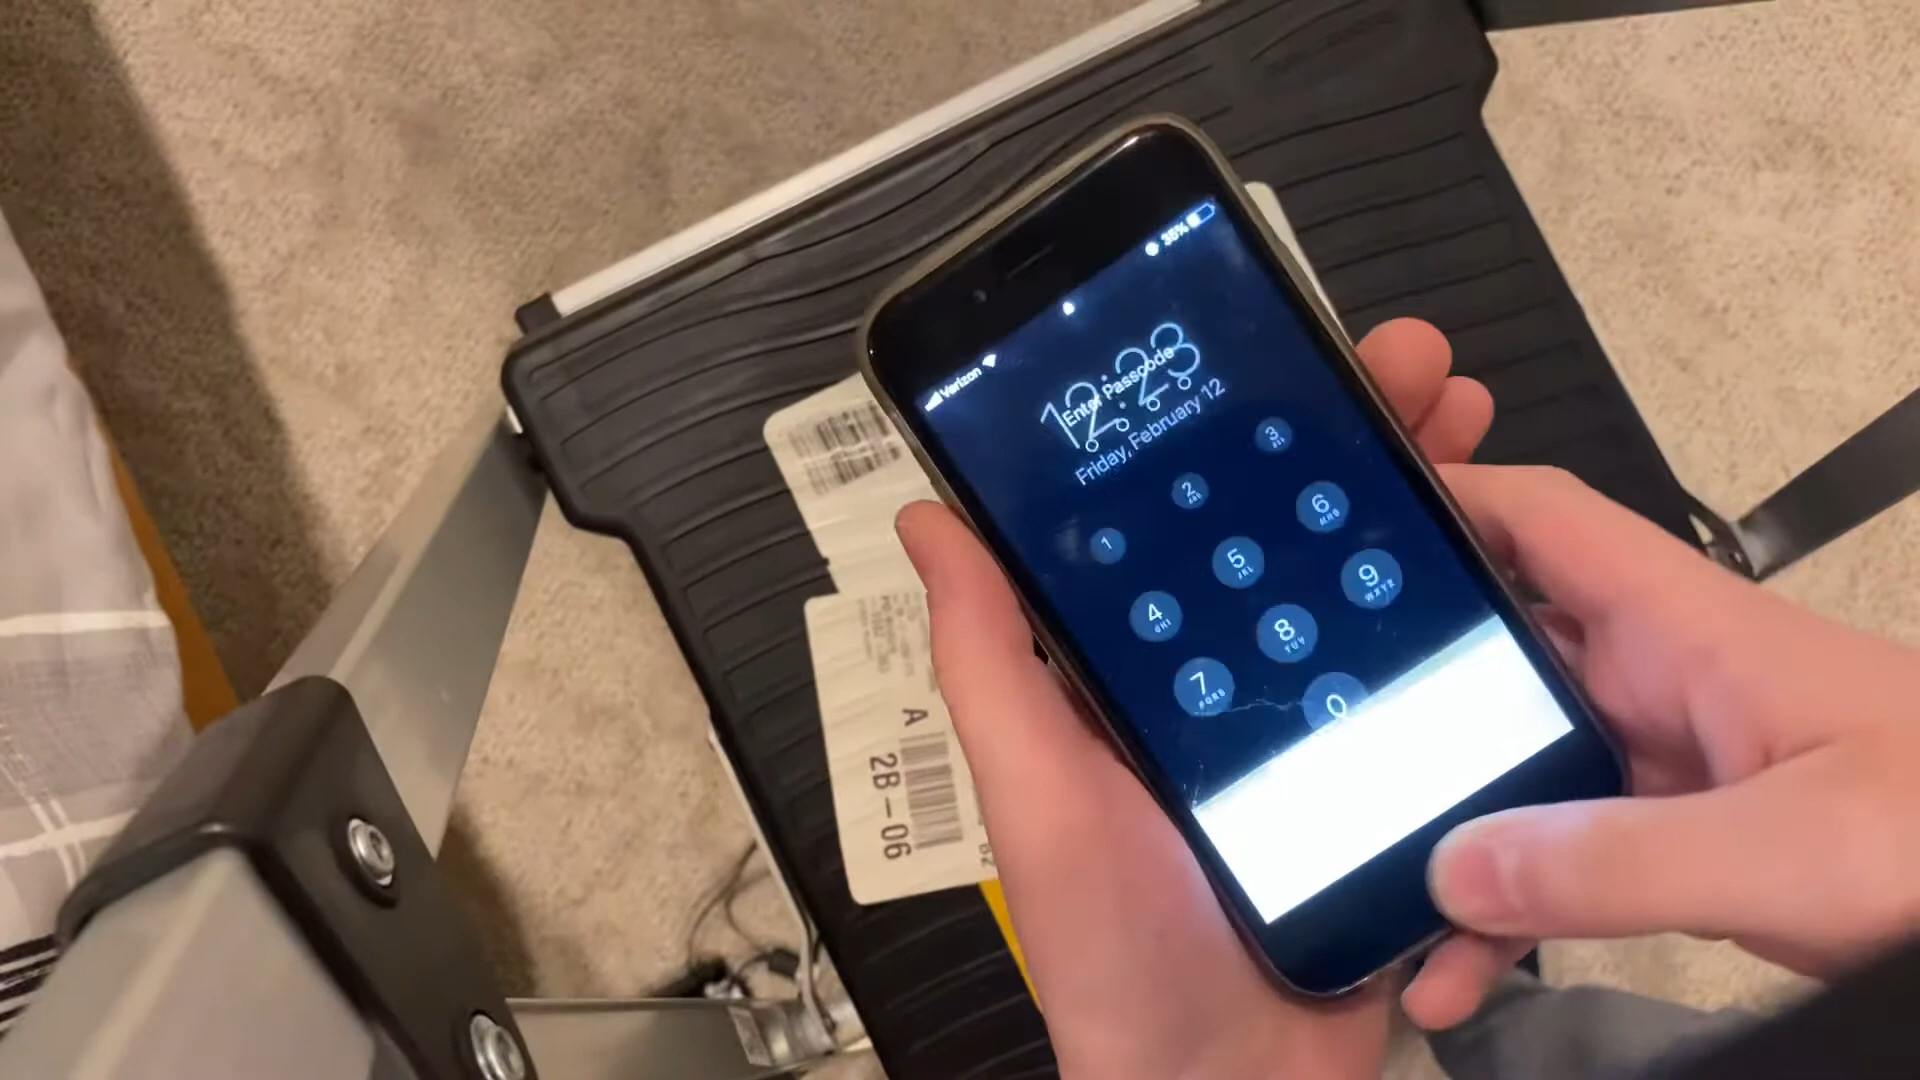 Verizon
35%
12:23
Enter Passcode
Friday, February 12
1
2
ABC
3
DEF
4
GHI
5
JKL
6
MNO
7
PQRS
8
TUV
9
WXYZ
0
A
2B-06